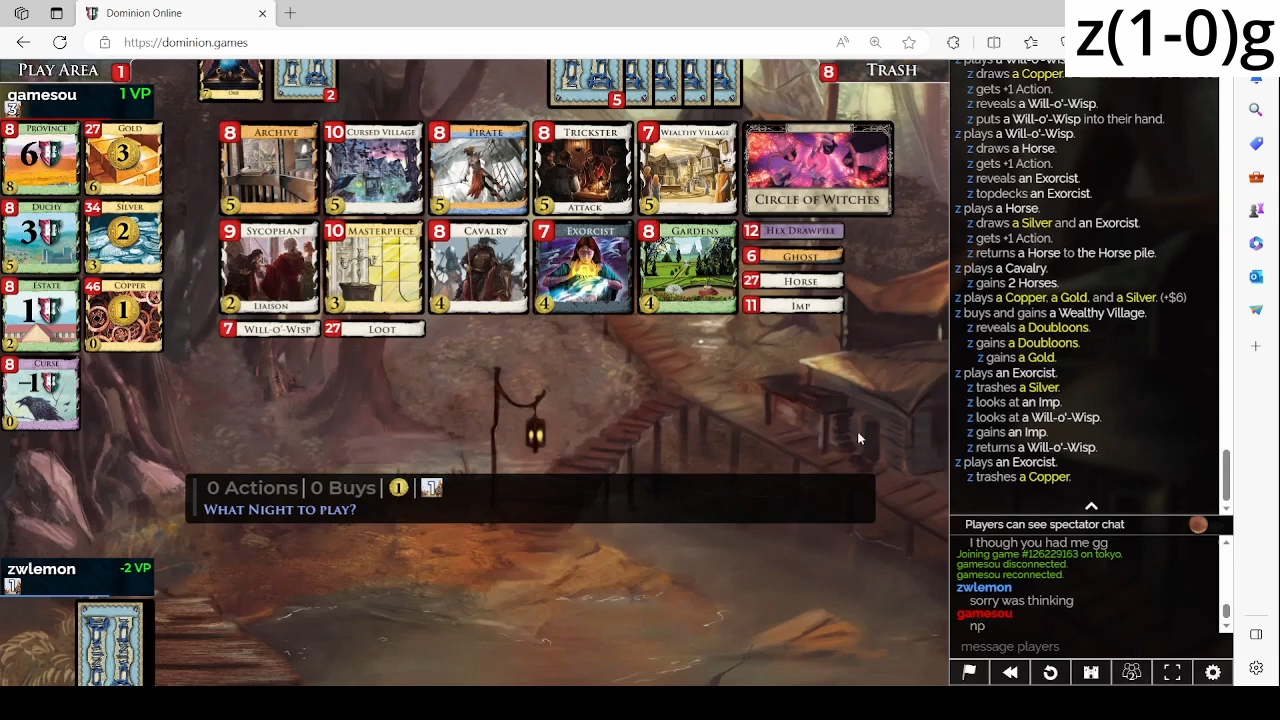 Dominion Online
https://dominion.games
z(1-0)g
PLAY AREA 1
8 TRASH
2
5
gamesou 1 VP
8 PROVINCE 6 8
27 GOLD 3 6
8 DUCHY 3 5
34 SILVER 2 3
8 ESTATE 1 2
46 COPPER 1 0
8 CURSE -1 0
8 ARCHIVE 5
10 CURSED VILLAGE 5
8 PIRATE 5
8 TRICKSTER 5 ATTACK
7 WEALTHY VILLAGE 5
CIRCLE OF WITCHES
9 SYCOPHANT 2 LIAISON
10 MASTERPIECE 3
8 CAVALRY 4
7 EXORCIST 4
8 GARDENS 4
12 HEX DRAWPILE
6 GHOST
27 HORSE
11 IMP
7 WILL-O'-WISP
27 LOOT
0 Actions | 0 Buys | 1 | 1
WHAT NIGHT TO PLAY?
zwlemon -2 VP
1
z draws a Copper.
z gets +1 Action.
z reveals a Will-o'-Wisp.
z puts a Will-o'-Wisp into their hand.
z plays a Will-o'-Wisp.
z draws a Horse.
z gets +1 Action.
z reveals an Exorcist.
z topdecks an Exorcist.
z plays a Horse.
z draws a Silver and an Exorcist.
z gets +1 Action.
z returns a Horse to the Horse pile.
z plays a Cavalry.
z gains 2 Horses.
z plays a Copper, a Gold, and a Silver. (+$6)
z buys and gains a Wealthy Village.
z reveals a Doubloons.
z gains a Doubloons.
z gains a Gold.
z plays an Exorcist.
z trashes a Silver.
z looks at an Imp.
z looks at a Will-o'-Wisp.
z gains an Imp.
z returns a Will-o'-Wisp.
z plays an Exorcist.
z trashes a Copper.
Players can see spectator chat
I though you had me gg
Joining game #126229163 on tokyo.
gamesou disconnected.
gamesou reconnected.
zwlemon
sorry was thinking
gamesou
np
message players